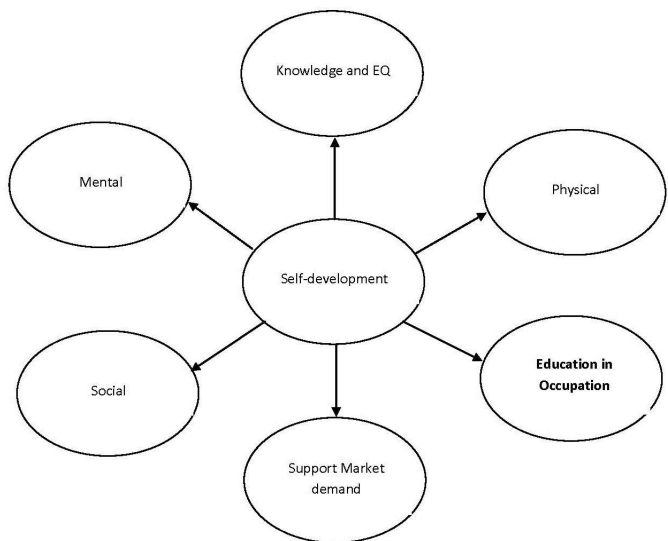 Knowledge and EQ
Mental
Physical
Self-development
Education in
Occupation
Social
Support Market
demand